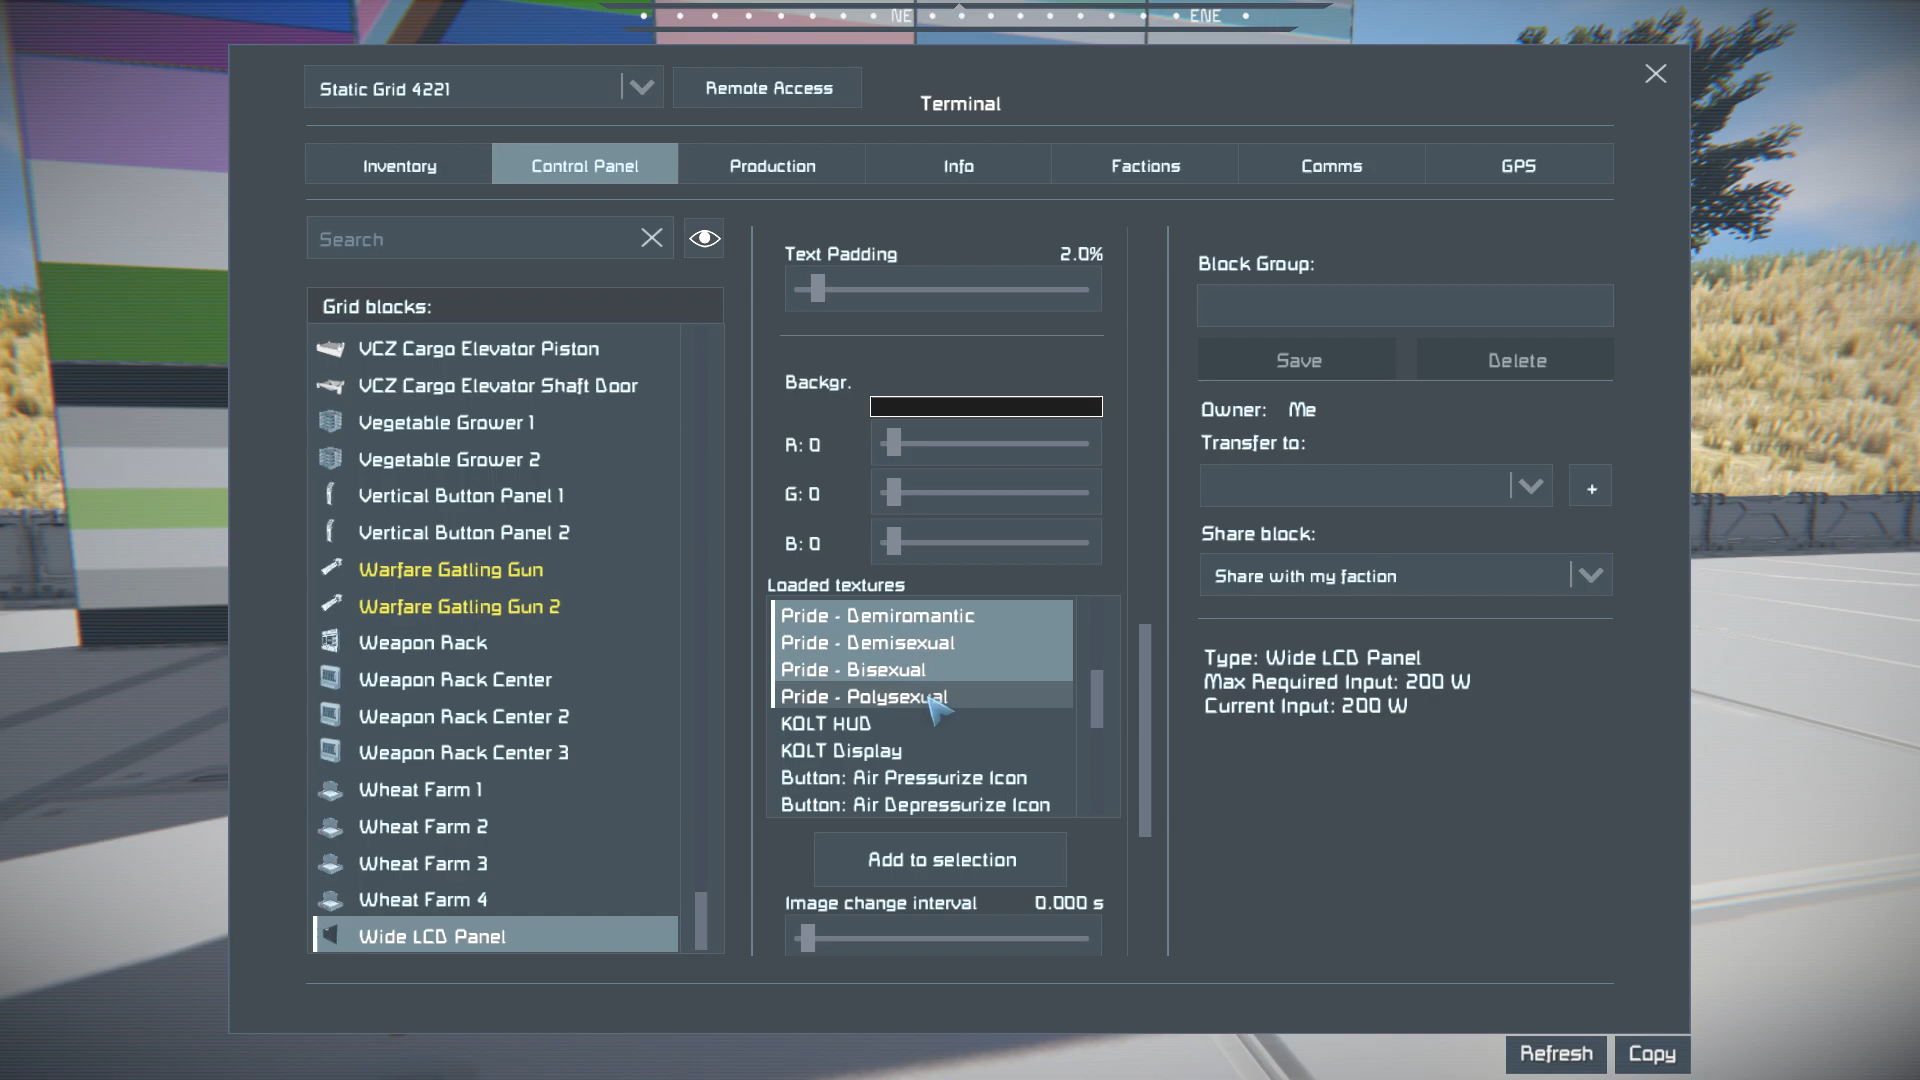 NE
ENE
Static Grid 4221
Remote Access
Terminal
Inventory
Control Panel
Production
Info
Factions
Comms
GPS
Search
Grid blocks:
VCZ Cargo Elevator Piston
VCZ Cargo Elevator Shaft Door
Vegetable Grower 1
Vegetable Grower 2
Vertical Button Panel 1
Vertical Button Panel 2
Warfare Gatling Gun
Warfare Gatling Gun 2
Weapon Rack
Weapon Rack Center
Weapon Rack Center 2
Weapon Rack Center 3
Wheat Farm 1
Wheat Farm 2
Wheat Farm 3
Wheat Farm 4
Wide LCD Panel
Text Padding 2.0%
Backgr.
R: 0
G: 0
B: 0
Loaded textures
Pride - Demiromantic
Pride - Demisexual
Pride - Bisexual
Pride - Polysexual
KOLT HUD
KOLT Display
Button: Air Pressurize Icon
Button: Air Depressurize Icon
Add to selection
Image change interval 0.000 s
Block Group:
Save
Delete
Owner: Me
Transfer to:
+
Share block:
Share with my faction
Type: Wide LCD Panel
Max Required Input: 200 W
Current Input: 200 W
Refresh
Copy